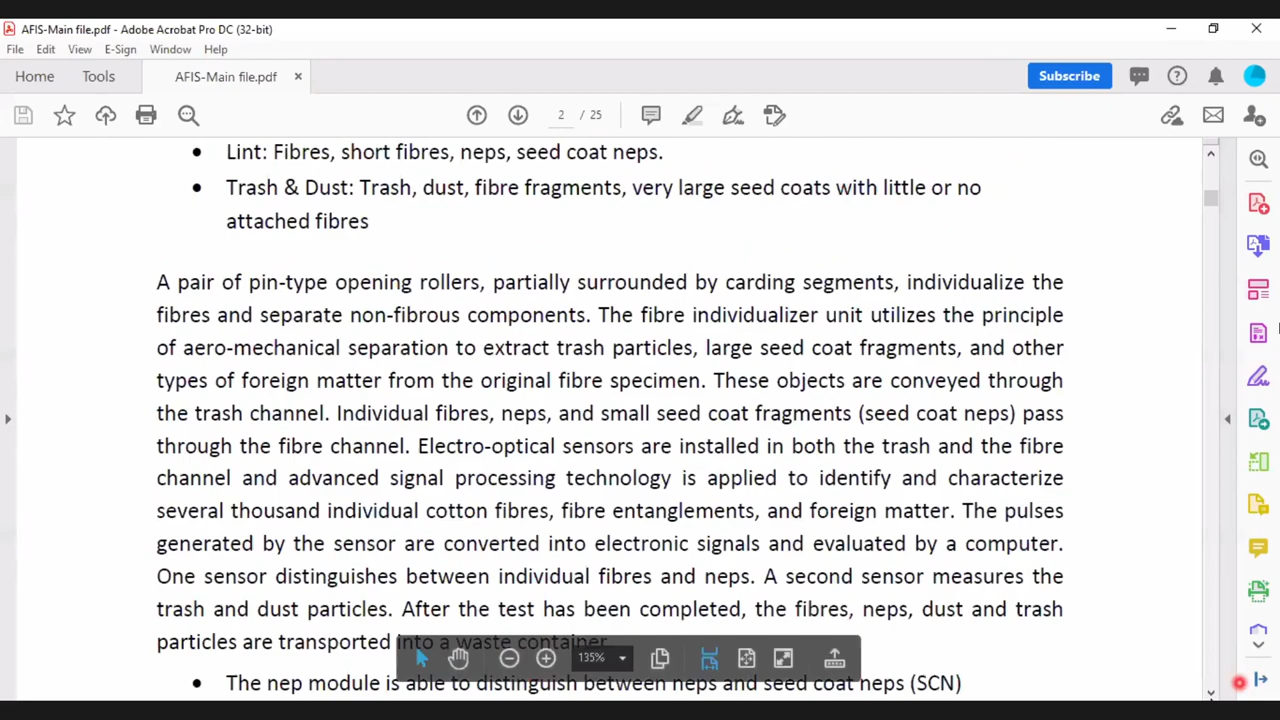 AFIS-Main file.pdf - Adobe Acrobat Pro DC (32-bit)
File Edit View E-Sign Window Help
Home Tools AFIS-Main file.pdf × Subscribe
2 / 25
• Lint: Fibres, short fibres, neps, seed coat neps.
• Trash & Dust: Trash, dust, fibre fragments, very large seed coats with little or no
attached fibres
A pair of pin-type opening rollers, partially surrounded by carding segments, individualize the
fibres and separate non-fibrous components. The fibre individualizer unit utilizes the principle
of aero-mechanical separation to extract trash particles, large seed coat fragments, and other
types of foreign matter from the original fibre specimen. These objects are conveyed through
the trash channel. Individual fibres, neps, and small seed coat fragments (seed coat neps) pass
through the fibre channel. Electro-optical sensors are installed in both the trash and the fibre
channel and advanced signal processing technology is applied to identify and characterize
several thousand individual cotton fibres, fibre entanglements, and foreign matter. The pulses
generated by the sensor are converted into electronic signals and evaluated by a computer.
One sensor distinguishes between individual fibres and neps. A second sensor measures the
trash and dust particles. After the test has been completed, the fibres, neps, dust and trash
particles are transported into a waste container.
135%
• The nep module is able to distinguish between neps and seed coat neps (SCN)